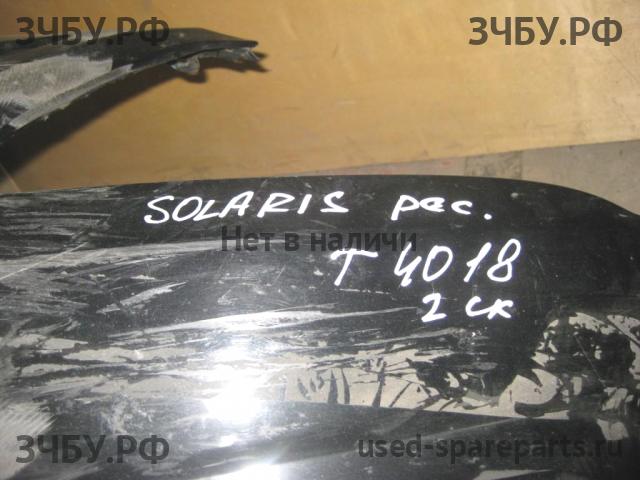 ЗЧБУ.РФ ЗЧБУ.РФ
SOLARIS рес.
Нет в наличи
Т 4018
2 ск
ЗЧБУ.РФ used-spareparts.ru